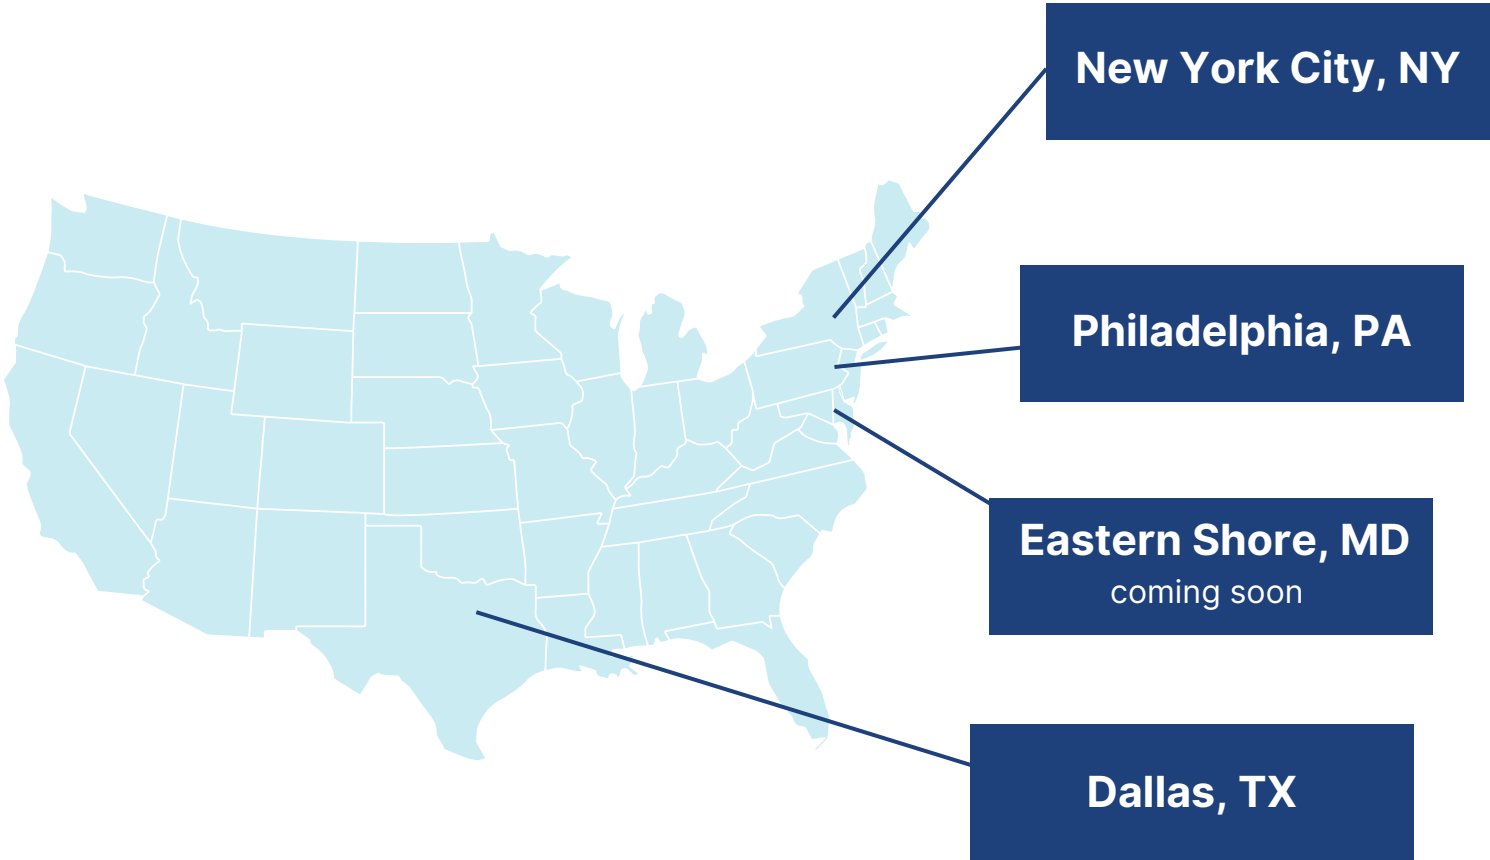 New York City, NY
Philadelphia, PA
Eastern Shore, MD
coming soon
Dallas, TX